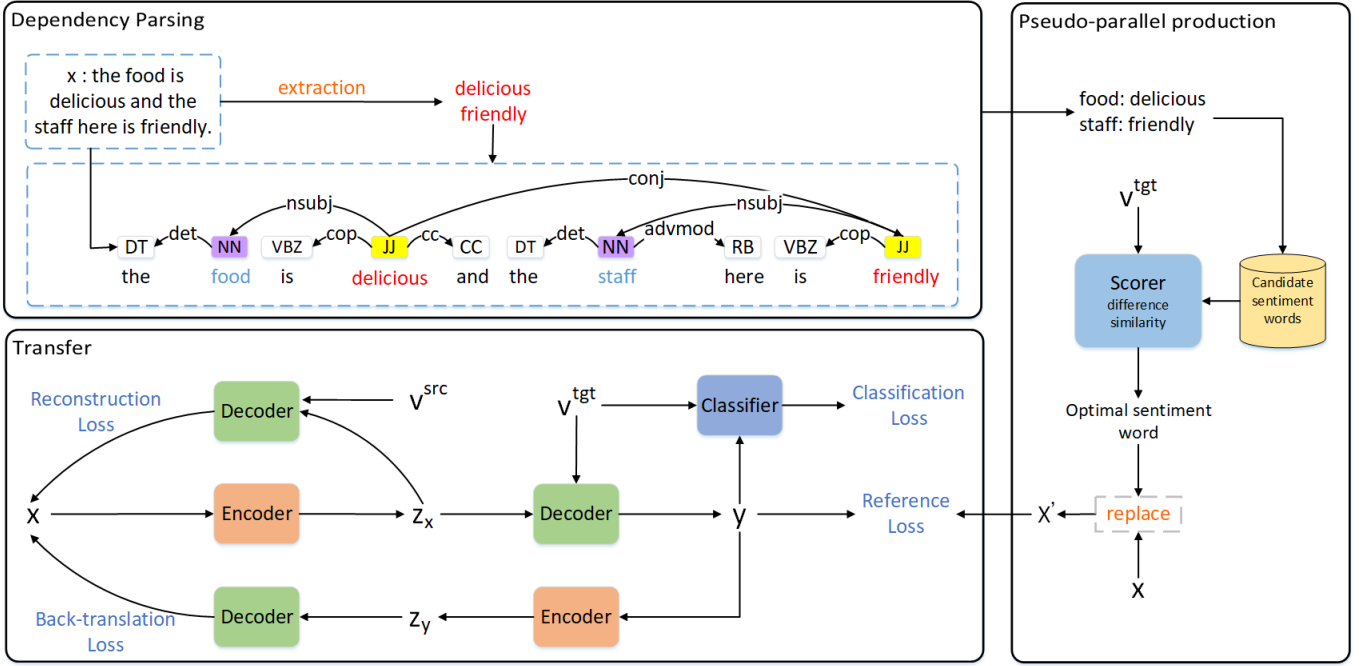 Dependency Parsing
x : the food is
delicious and the
staff here is friendly.
extraction
delicious
friendly
conj
nsubj
nsubj
det
cop
cc
det
advmod
cop
DT
NN
VBZ
JJ
CC
DT
NN
RB
VBZ
JJ
the
food
is
delicious
and
the
staff
here
is
friendly
Transfer
Reconstruction
Loss
Decoder
v^src
v^tgt
Classifier
Classification
Loss
x
Encoder
z_x
Decoder
y
Reference
Loss
Back-translation
Loss
Decoder
z_y
Encoder
Pseudo-parallel production
food: delicious
staff: friendly
v^tgt
Scorer
difference
similarity
Candidate
sentiment
words
Optimal sentiment
word
x'
replace
x